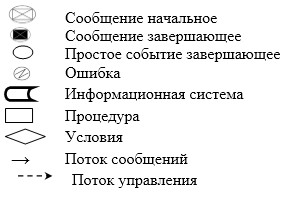 Сообщение начальное
Сообщение завершающее
Простое событие завершающее
Ошибка
Информационная система
Процедура
Условия
Поток сообщений
Поток управления